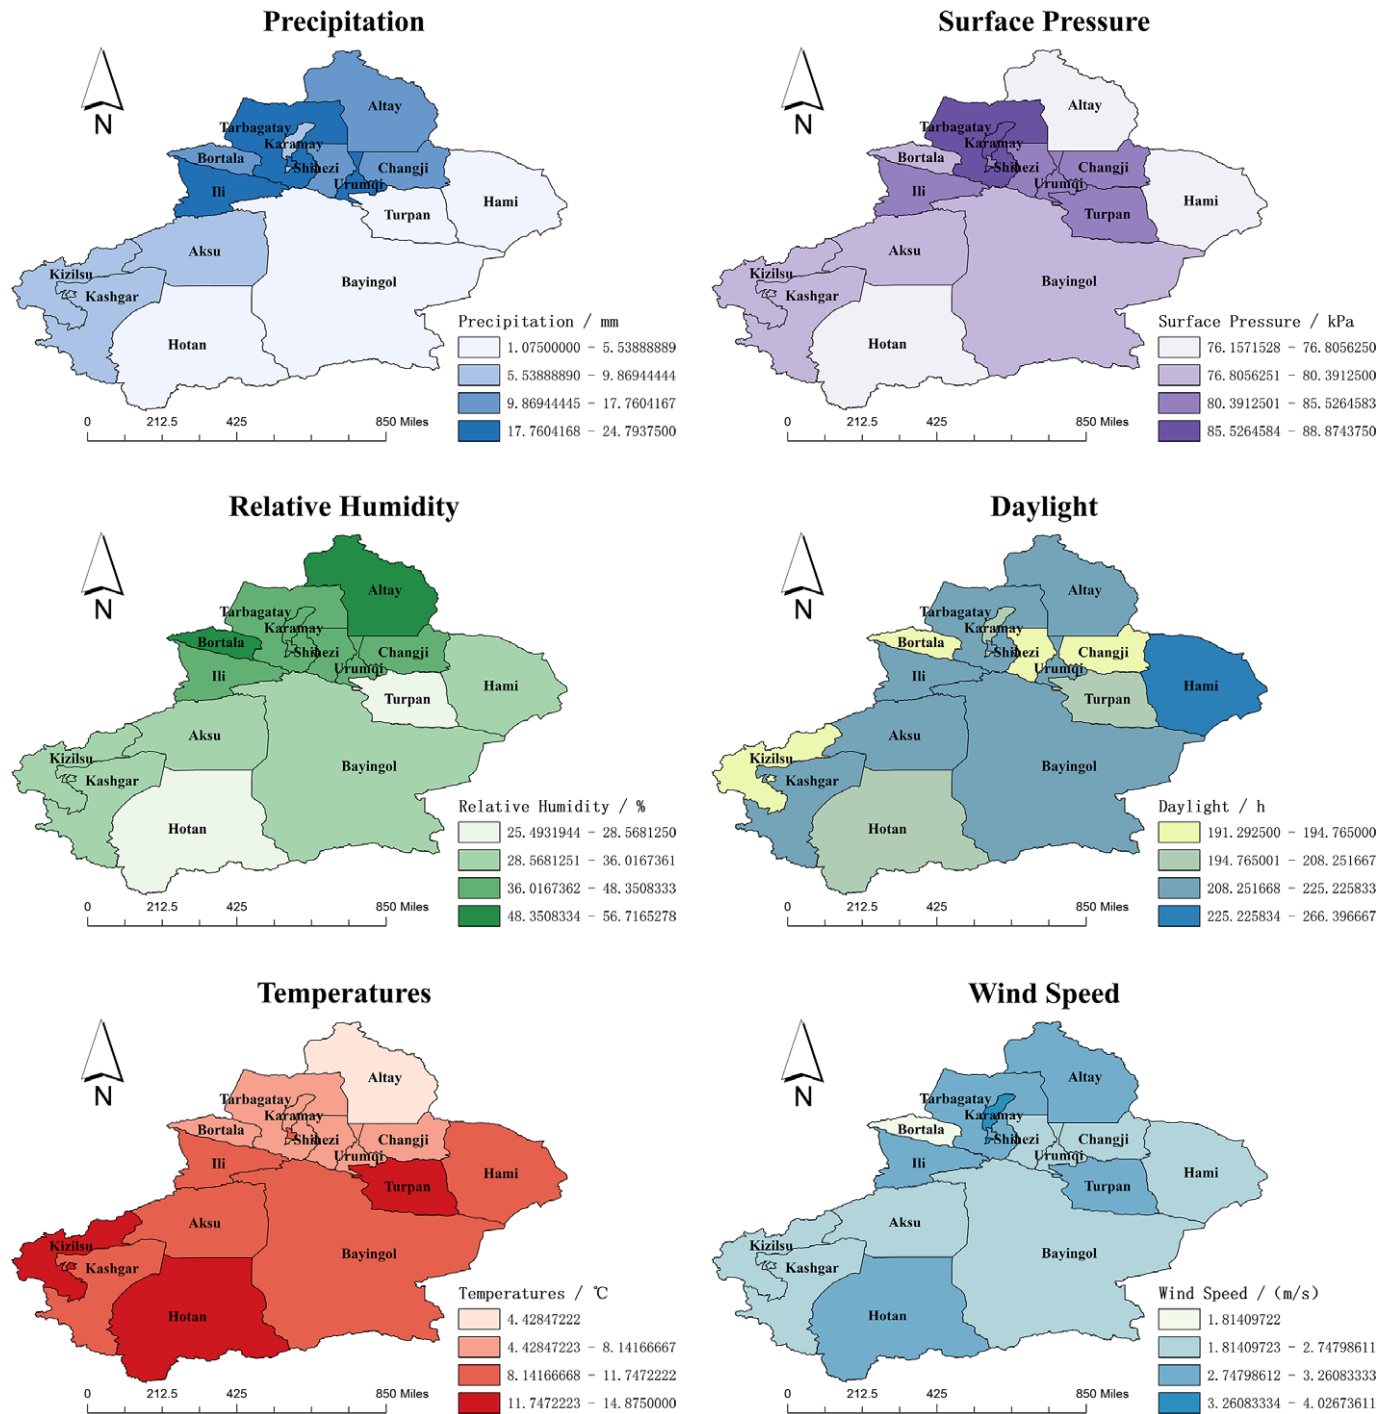 Precipitation
N
Altay
Tarbagatay
Karamay
Bortala
Shihezi
Changji
Ili
Urumqi
Turpan
Hami
Aksu
Kizilsu
Kashgar
Bayingol
Hotan
Precipitation / mm
1.07500000 - 5.53888889
5.53888890 - 9.86944444
9.86944445 - 17.7604167
17.7604168 - 24.7937500
0 212.5 425 850 Miles
Surface Pressure
N
Altay
Tarbagatay
Karamay
Bortala
Shihezi
Changji
Ili
Urumqi
Turpan
Hami
Aksu
Kizilsu
Kashgar
Bayingol
Hotan
Surface Pressure / kPa
76.1571528 - 76.8056250
76.8056251 - 80.3912500
80.3912501 - 85.5264583
85.5264584 - 88.8743750
0 212.5 425 850 Miles
Relative Humidity
N
Altay
Tarbagatay
Karamay
Bortala
Shihezi
Changji
Ili
Urumqi
Turpan
Hami
Aksu
Kizilsu
Kashgar
Bayingol
Hotan
Relative Humidity / %
25.4931944 - 28.5681250
28.5681251 - 36.0167361
36.0167362 - 48.3508333
48.3508334 - 56.7165278
0 212.5 425 850 Miles
Daylight
N
Altay
Tarbagatay
Karamay
Bortala
Shihezi
Changji
Ili
Urumqi
Turpan
Hami
Aksu
Kizilsu
Kashgar
Bayingol
Hotan
Daylight / h
191.292500 - 194.765000
194.765001 - 208.251667
208.251668 - 225.225833
225.225834 - 266.396667
0 212.5 425 850 Miles
Temperatures
N
Altay
Tarbagatay
Karamay
Bortala
Shihezi
Changji
Ili
Urumqi
Turpan
Hami
Aksu
Kizilsu
Kashgar
Bayingol
Hotan
Temperatures / ℃
4.42847222
4.42847223 - 8.14166667
8.14166668 - 11.7472222
11.7472223 - 14.8750000
0 212.5 425 850 Miles
Wind Speed
N
Altay
Tarbagatay
Karamay
Bortala
Shihezi
Changji
Ili
Urumqi
Turpan
Hami
Aksu
Kizilsu
Kashgar
Bayingol
Hotan
Wind Speed / (m/s)
1.81409722
1.81409723 - 2.74798611
2.74798612 - 3.26083333
3.26083334 - 4.02673611
0 212.5 425 850 Miles